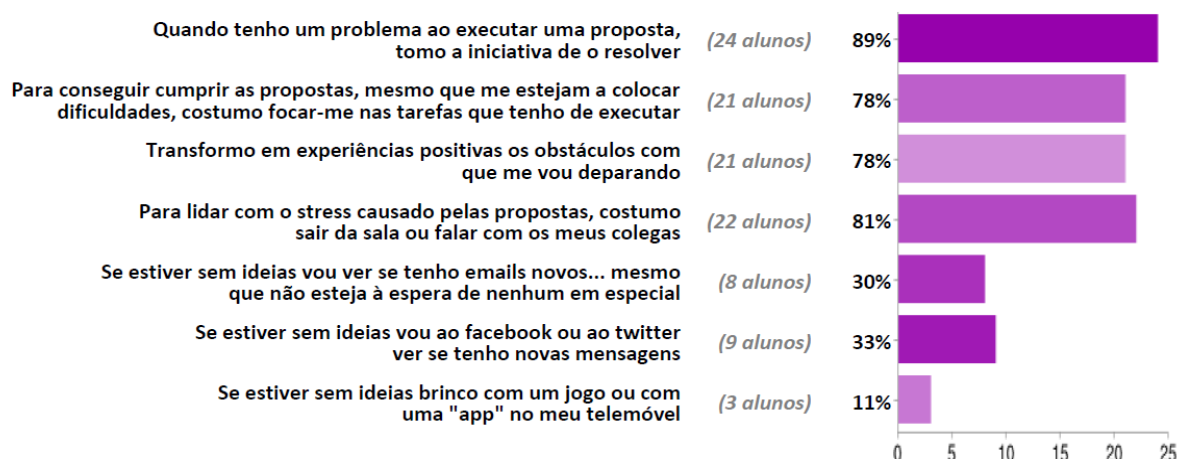 Quando tenho um problema ao executar uma proposta,
tomo a iniciativa de o resolver
(24 alunos)
89%
Para conseguir cumprir as propostas, mesmo que me estejam a colocar
dificuldades, costumo focar-me nas tarefas que tenho de executar
(21 alunos)
78%
Transformo em experiências positivas os obstáculos com
que me vou deparando
(21 alunos)
78%
Para lidar com o stress causado pelas propostas, costumo
sair da sala ou falar com os meus colegas
(22 alunos)
81%
Se estiver sem ideias vou ver se tenho emails novos... mesmo
que não esteja à espera de nenhum em especial
(8 alunos)
30%
Se estiver sem ideias vou ao facebook ou ao twitter
ver se tenho novas mensagens
(9 alunos)
33%
Se estiver sem ideias brinco com um jogo ou com
uma "app" no meu telemóvel
(3 alunos)
11%
0 5 10 15 20 25